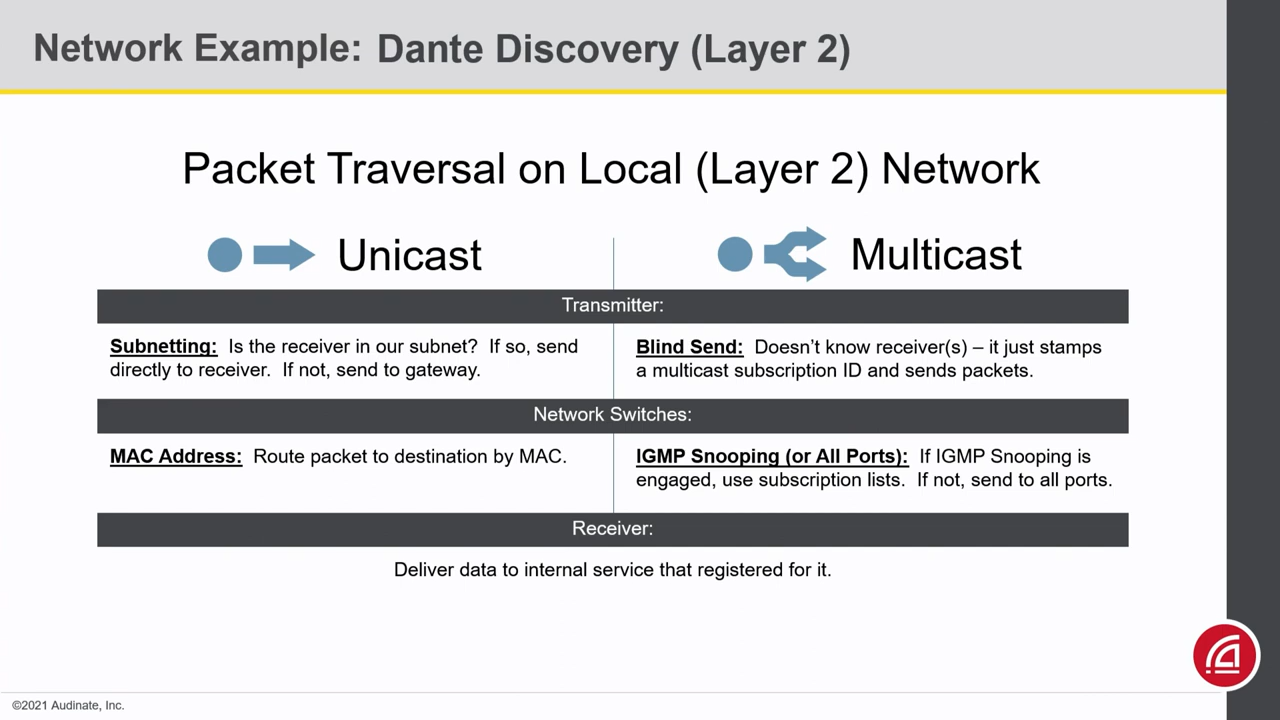 Network Example: Dante Discovery (Layer 2)
Packet Traversal on Local (Layer 2) Network
Unicast
Multicast
Transmitter:
Subnetting: Is the receiver in our subnet? If so, send
directly to receiver. If not, send to gateway.
Blind Send: Doesn’t know receiver(s) – it just stamps
a multicast subscription ID and sends packets.
Network Switches:
MAC Address: Route packet to destination by MAC.
IGMP Snooping (or All Ports): If IGMP Snooping is
engaged, use subscription lists. If not, send to all ports.
Receiver:
Deliver data to internal service that registered for it.
©2021 Audinate, Inc.